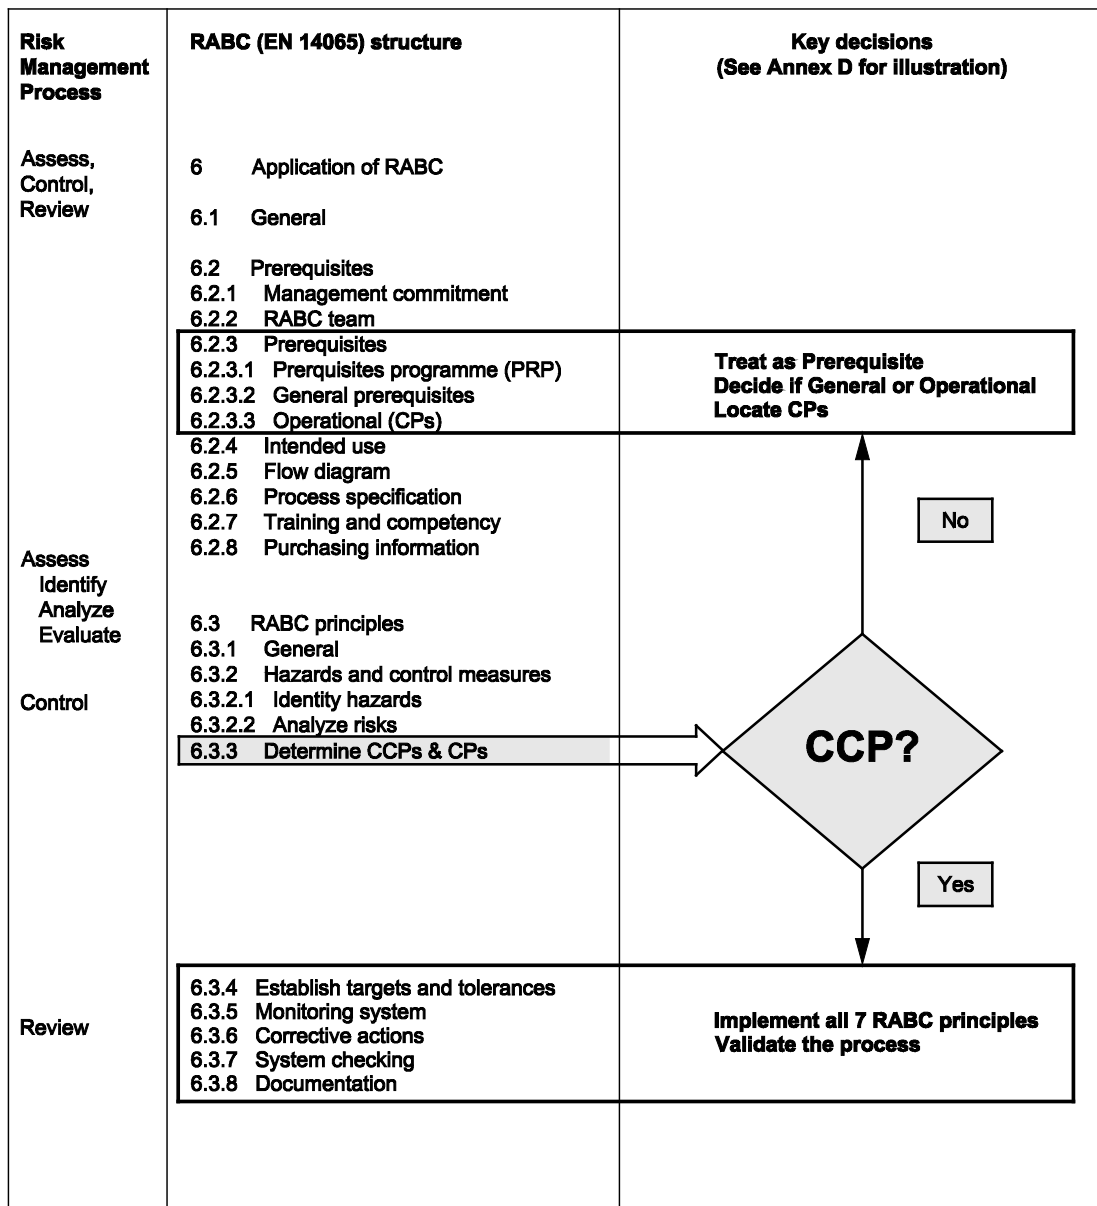 Risk
Management
Process
RABC (EN 14065) structure
Key decisions
(See Annex D for illustration)
Assess,
Control,
Review
6 Application of RABC
6.1 General
6.2 Prerequisites
6.2.1 Management commitment
6.2.2 RABC team
6.2.3 Prerequisites
6.2.3.1 Prerquisites programme (PRP)
6.2.3.2 General prerequisites
6.2.3.3 Operational (CPs)
Treat as Prerequisite
Decide if General or Operational
Locate CPs
6.2.4 Intended use
6.2.5 Flow diagram
6.2.6 Process specification
6.2.7 Training and competency
6.2.8 Purchasing information
No
Assess
Identify
Analyze
Evaluate
6.3 RABC principles
6.3.1 General
6.3.2 Hazards and control measures
6.3.2.1 Identity hazards
6.3.2.2 Analyze risks
Control
6.3.3 Determine CCPs & CPs
CCP?
Yes
6.3.4 Establish targets and tolerances
6.3.5 Monitoring system
6.3.6 Corrective actions
6.3.7 System checking
6.3.8 Documentation
Review
Implement all 7 RABC principles
Validate the process